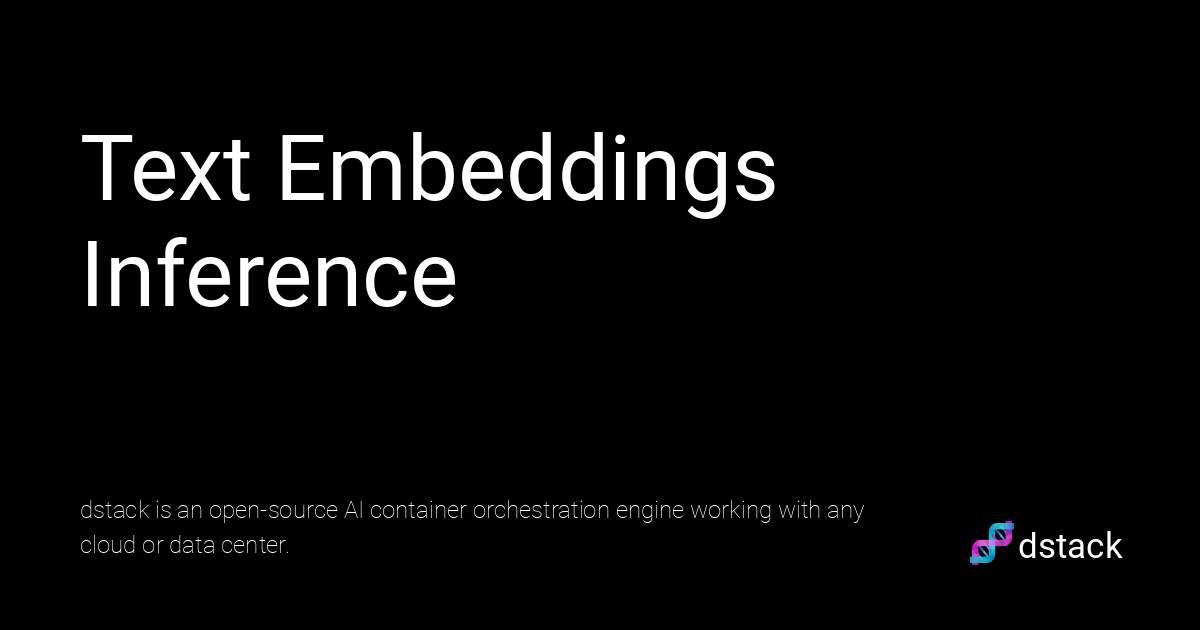 Text Embeddings
Inference
dstack is an open-source AI container orchestration engine working with any
cloud or data center.
dstack